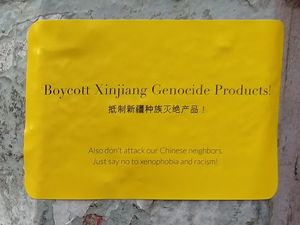 Boycott Xinjiang Genocide Products!
抵制新疆种族灭绝产品！
Also don't attack our Chinese neighbors.
Just say no to xenophobia and racism!